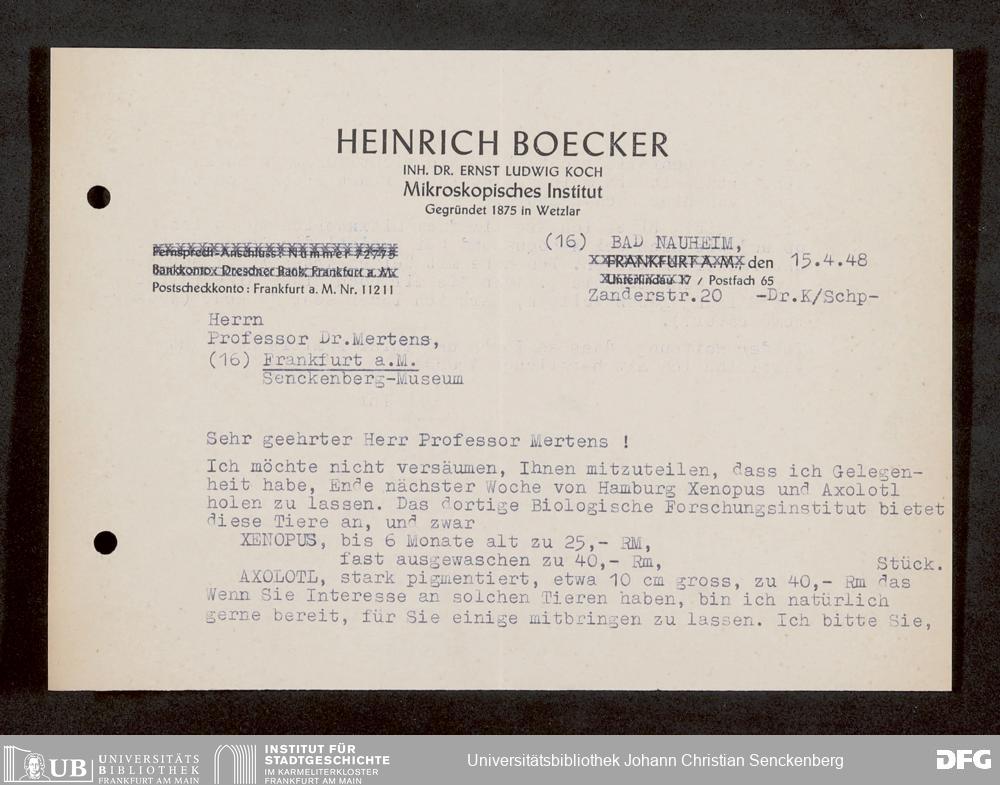 HEINRICH BOECKER
INH. DR. ERNST LUDWIG KOCH
Mikroskopisches Institut
Gegründet 1875 in Wetzlar
(16) BAD NAUHEIM,
Fernsprech-Anschluss: Nummer 72773
FRANKFURT A. M., den 15.4.48
Bankkonto: Dresdner Bank, Frankfurt a. M.
Unterlindau 17 / Postfach 65
Postscheckkonto: Frankfurt a. M. Nr. 11211
Zanderstr.20 -Dr.K/Schp-
Herrn
Professor Dr.Mertens,
(16) Frankfurt a.M.
Senckenberg-Museum
Sehr geehrter Herr Professor Mertens !
Ich möchte nicht versäumen, Ihnen mitzuteilen, dass ich Gelegen-
heit habe, Ende nächster Woche von Hamburg Xenopus und Axolotl
holen zu lassen. Das dortige Biologische Forschungsinstitut bietet
diese Tiere an, und zwar
XENOPUS, bis 6 Monate alt zu 25,- RM,
fast ausgewaschen zu 40,- Rm, Stück.
AXOLOTL, stark pigmentiert, etwa 10 cm gross, zu 40,- Rm das
Wenn Sie Interesse an solchen Tieren haben, bin ich natürlich
gerne bereit, für Sie einige mitbringen zu lassen. Ich bitte Sie,
UB UNIVERSITÄTS
BIBLIOTHEK
FRANKFURT AM MAIN
INSTITUT FÜR
STADTGESCHICHTE
IM KARMELITERKLOSTER
FRANKFURT AM MAIN
Universitätsbibliothek Johann Christian Senckenberg
DFG